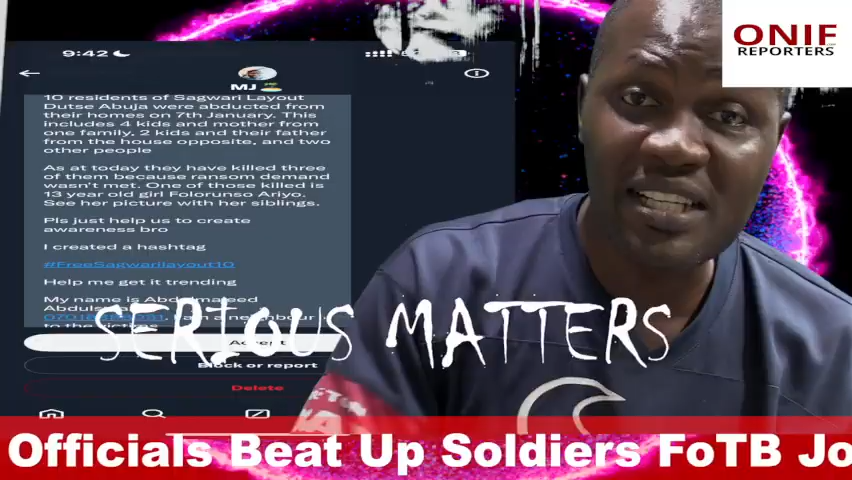 9:42
MJ
10 residents of Sagwari Layout
Dutse Abuja were abducted from
their homes on 7th January. This
includes 4 kids and mother from
one family, 2 kids and their father
from the house opposite, and two
other people
As at today they have killed three
of them because ransom demand
wasn't met. One of those killed is
13 year old girl Folorunso Ariyo.
See her picture with her siblings.
Pls just help us to create
awareness bro
I created a hashtag
Help me get it trending
My name is
a neighbour
to the victims
Accept
Block or report
Delete
ONIF
REPORTERS
SERIOUS MATTERS
Officials Beat Up Soldiers FoTB Jo